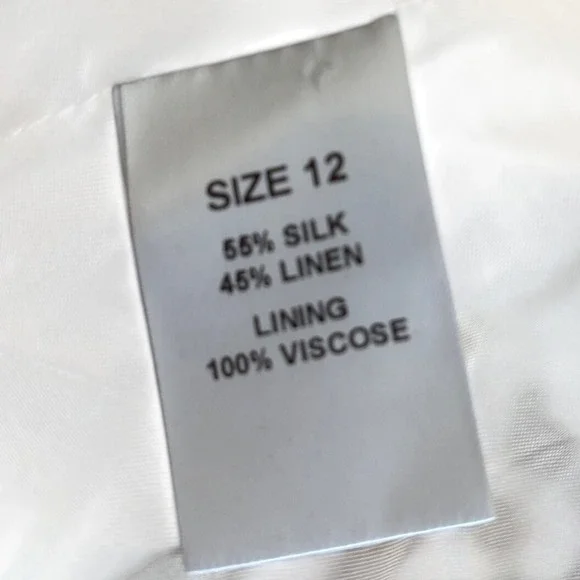 SIZE 12
55% SILK
45% LINEN
LINING
100% VISCOSE